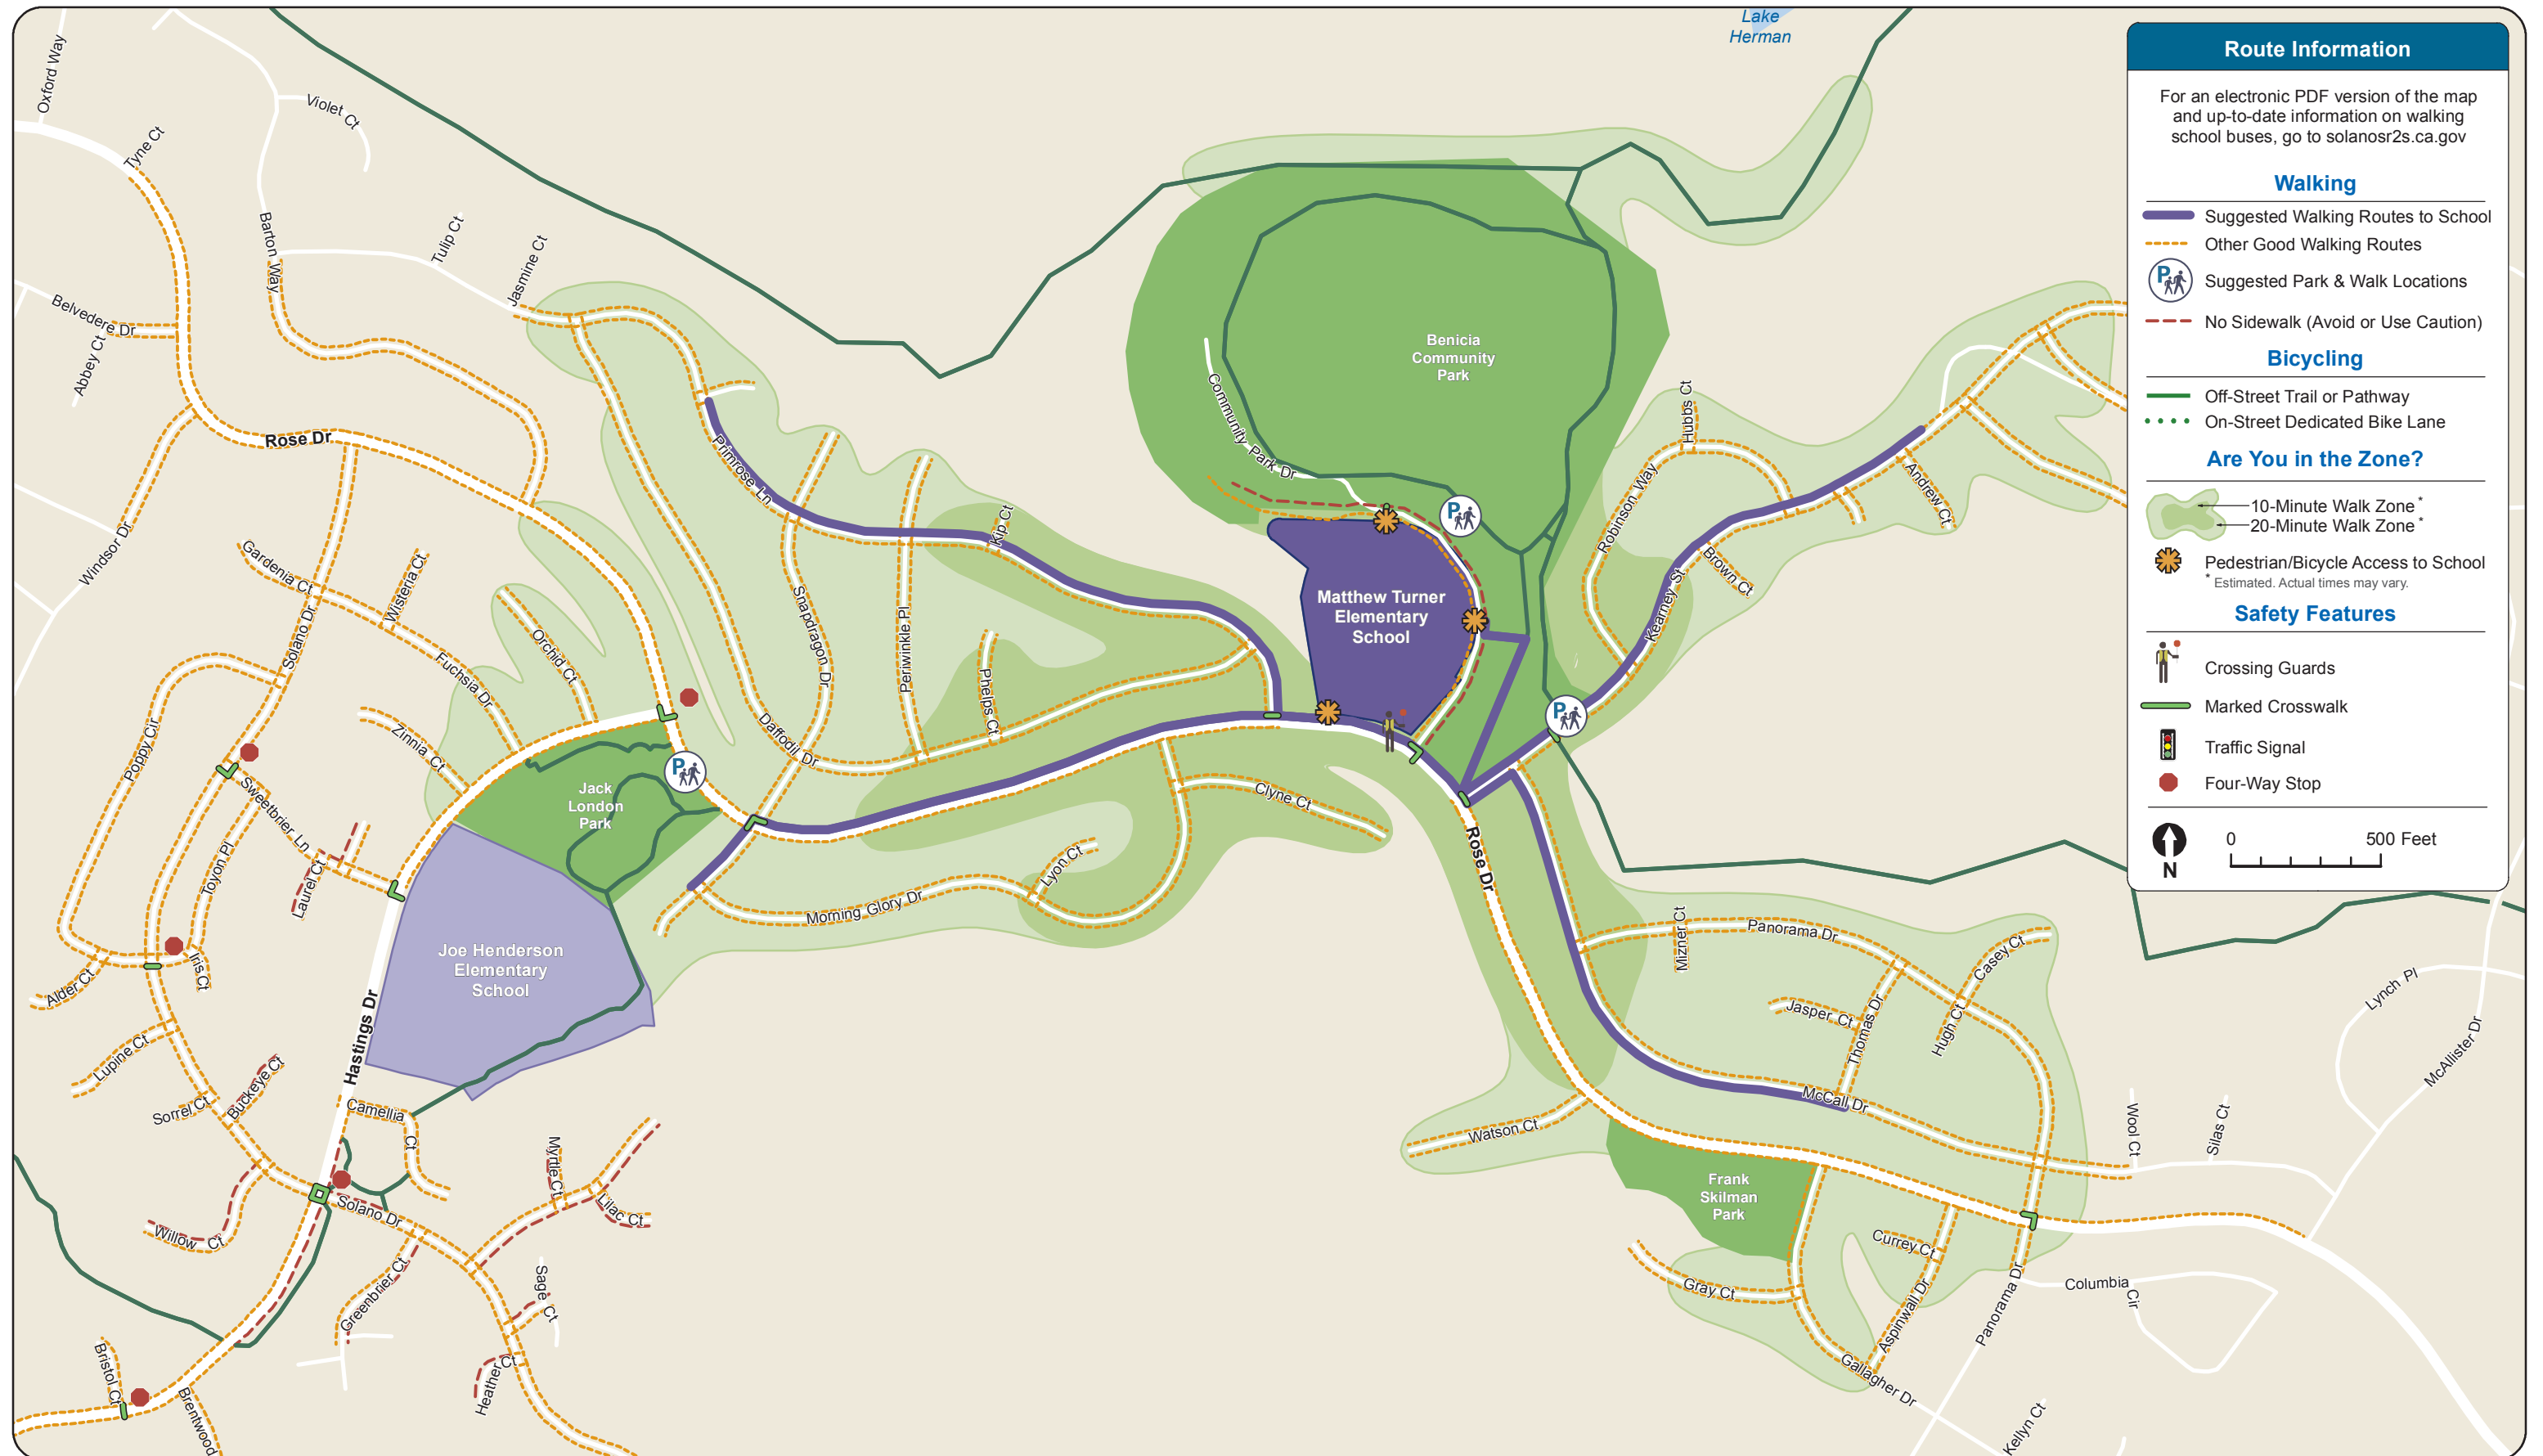 Lake
Herman
Oxford Way
Tyne Ct
Violet Ct
Barton Way
Tulip Ct
Jasmine Ct
Belvedere Dr
Abbey Ct
Rose Dr
Windsor Dr
Gardenia Ct
Wisteria Ct
Solano Dr
Fuchsia Dr
Orchid Ct
Zinnia Ct
Poppy Cir
Sweetbrier Ln
Toyon Pl
Laurel Ct
Iris Ct
Alder Ct
Lupine Ct
Sorrel Ct
Buckeye Ct
Hastings Dr
Camellia Ct
Willow Ct
Solano Dr
Greenbrier Ct
Myrtle Ct
Lilac Ct
Sage Ct
Heather Ct
Bristol Ct
Brentwood
Jack
London
Park
Joe Henderson
Elementary
School
Primrose Ln
Snapdragon Dr
Periwinkle Pl
Phelps Ct
Kip Ct
Daffodil Dr
Morning Glory Dr
Lyon Ct
Clyne Ct
Benicia
Community
Park
Community Park Dr
Matthew Turner
Elementary
School
Hubbs Ct
Robinson Way
Kearney St
Brown Ct
Andrew Ct
Rose Dr
Mizner Ct
Panorama Dr
Casey Ct
Jasper Ct
Thomas Dr
Hugh Ct
McCall Dr
Watson Ct
Frank
Skilman
Park
Gray Ct
Currey Ct
Aspinwall Dr
Gallagher Dr
Panorama Dr
Columbia Cir
Kellyn Ct
Wool Ct
Silas Ct
Lynch Pl
McAllister Dr
Route Information
For an electronic PDF version of the map
and up-to-date information on walking
school buses, go to solanosr2s.ca.gov
Walking
Suggested Walking Routes to School
Other Good Walking Routes
P
Suggested Park & Walk Locations
No Sidewalk (Avoid or Use Caution)
Bicycling
Off-Street Trail or Pathway
On-Street Dedicated Bike Lane
Are You in the Zone?
10-Minute Walk Zone *
20-Minute Walk Zone *
Pedestrian/Bicycle Access to School
* Estimated. Actual times may vary.
Safety Features
Crossing Guards
Marked Crosswalk
Traffic Signal
Four-Way Stop
N
0 500 Feet
P
P
P